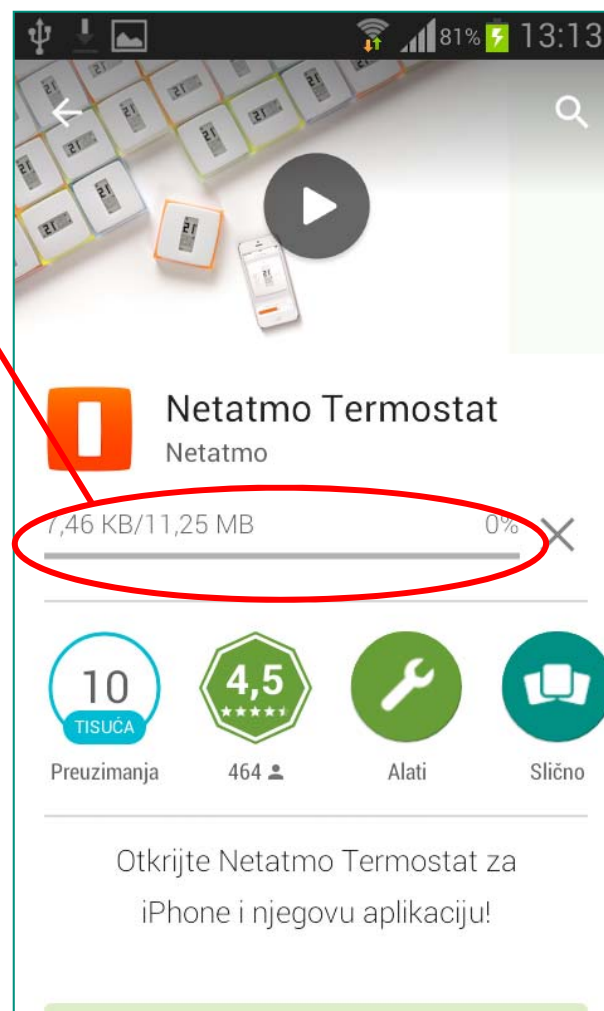 81% 13:13
Netatmo Termostat
Netatmo
7,46 KB/11,25 MB 0%
10
TISUĆA
4,5
Preuzimanja 464 Alati Slično
Otkrijte Netatmo Termostat za
iPhone i njegovu aplikaciju!